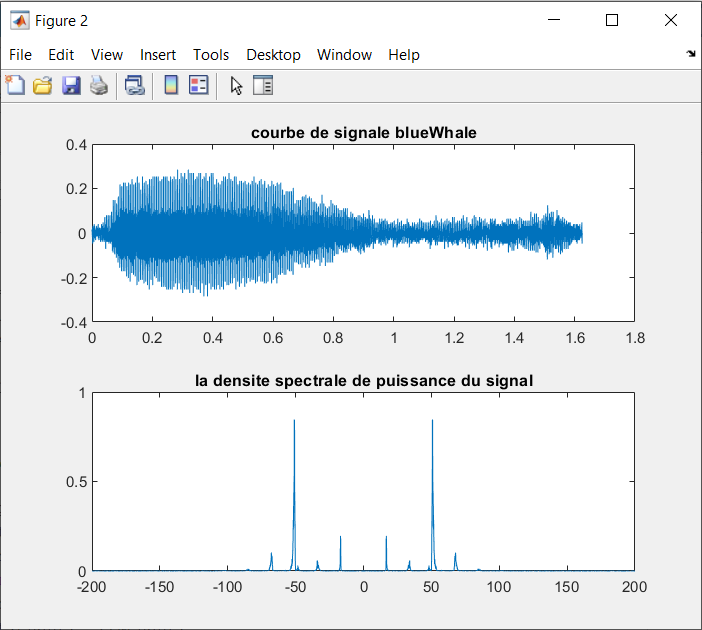 Figure 2
File Edit View Insert Tools Desktop Window Help
courbe de signale blueWhale
0.4
0.2
0
-0.2
-0.4
0 0.2 0.4 0.6 0.8 1 1.2 1.4 1.6 1.8
la densite spectrale de puissance du signal
1
0.5
0
-200 -150 -100 -50 0 50 100 150 200